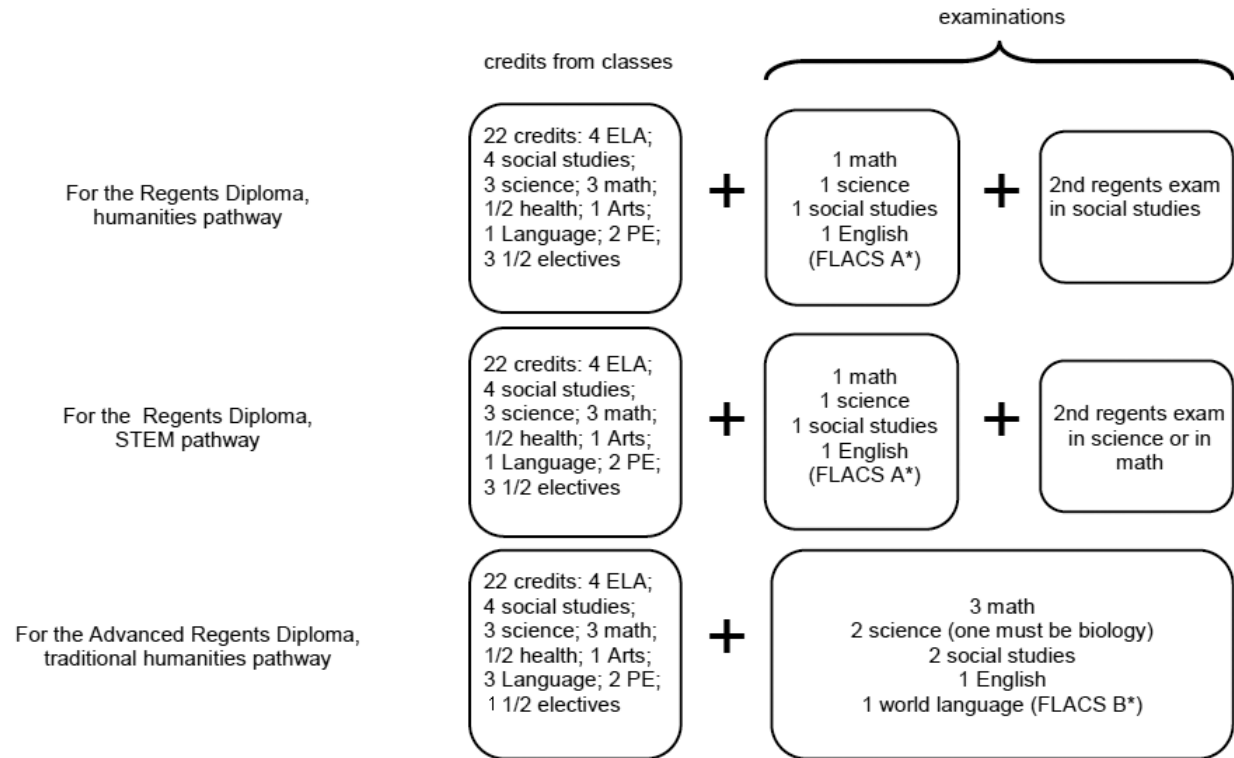 examinations
credits from classes
For the Regents Diploma,
humanities pathway
22 credits: 4 ELA;
4 social studies;
3 science; 3 math;
1/2 health; 1 Arts;
1 Language; 2 PE;
3 1/2 electives
+
1 math
1 science
1 social studies
1 English
(FLACS A*)
+
2nd regents exam
in social studies
For the Regents Diploma,
STEM pathway
22 credits: 4 ELA;
4 social studies;
3 science; 3 math;
1/2 health; 1 Arts;
1 Language; 2 PE;
3 1/2 electives
+
1 math
1 science
1 social studies
1 English
(FLACS A*)
+
2nd regents exam
in science or in
math
For the Advanced Regents Diploma,
traditional humanities pathway
22 credits: 4 ELA;
4 social studies;
3 science; 3 math;
1/2 health; 1 Arts;
3 Language; 2 PE;
1 1/2 electives
+
3 math
2 science (one must be biology)
2 social studies
1 English
1 world language (FLACS B*)